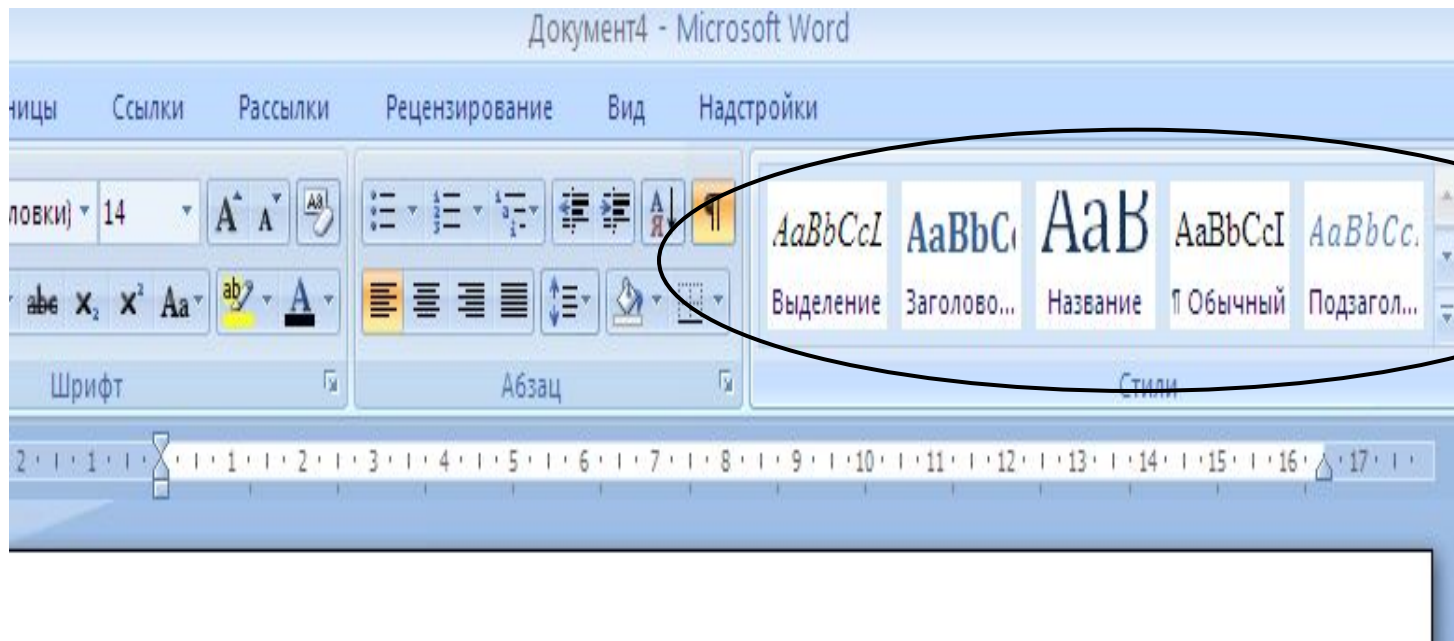 Документ4 - Microsoft Word
ницы Ссылки Рассылки Рецензирование Вид Надстройки
ловки) 14
AaBbCcI AaBbC AaB AaBbCcI AaBbCc.
Выделение Заголово... Название ¶ Обычный Подзагол...
Шрифт Абзац Стили
2 1 1 2 3 4 5 6 7 8 9 10 11 12 13 14 15 16 17